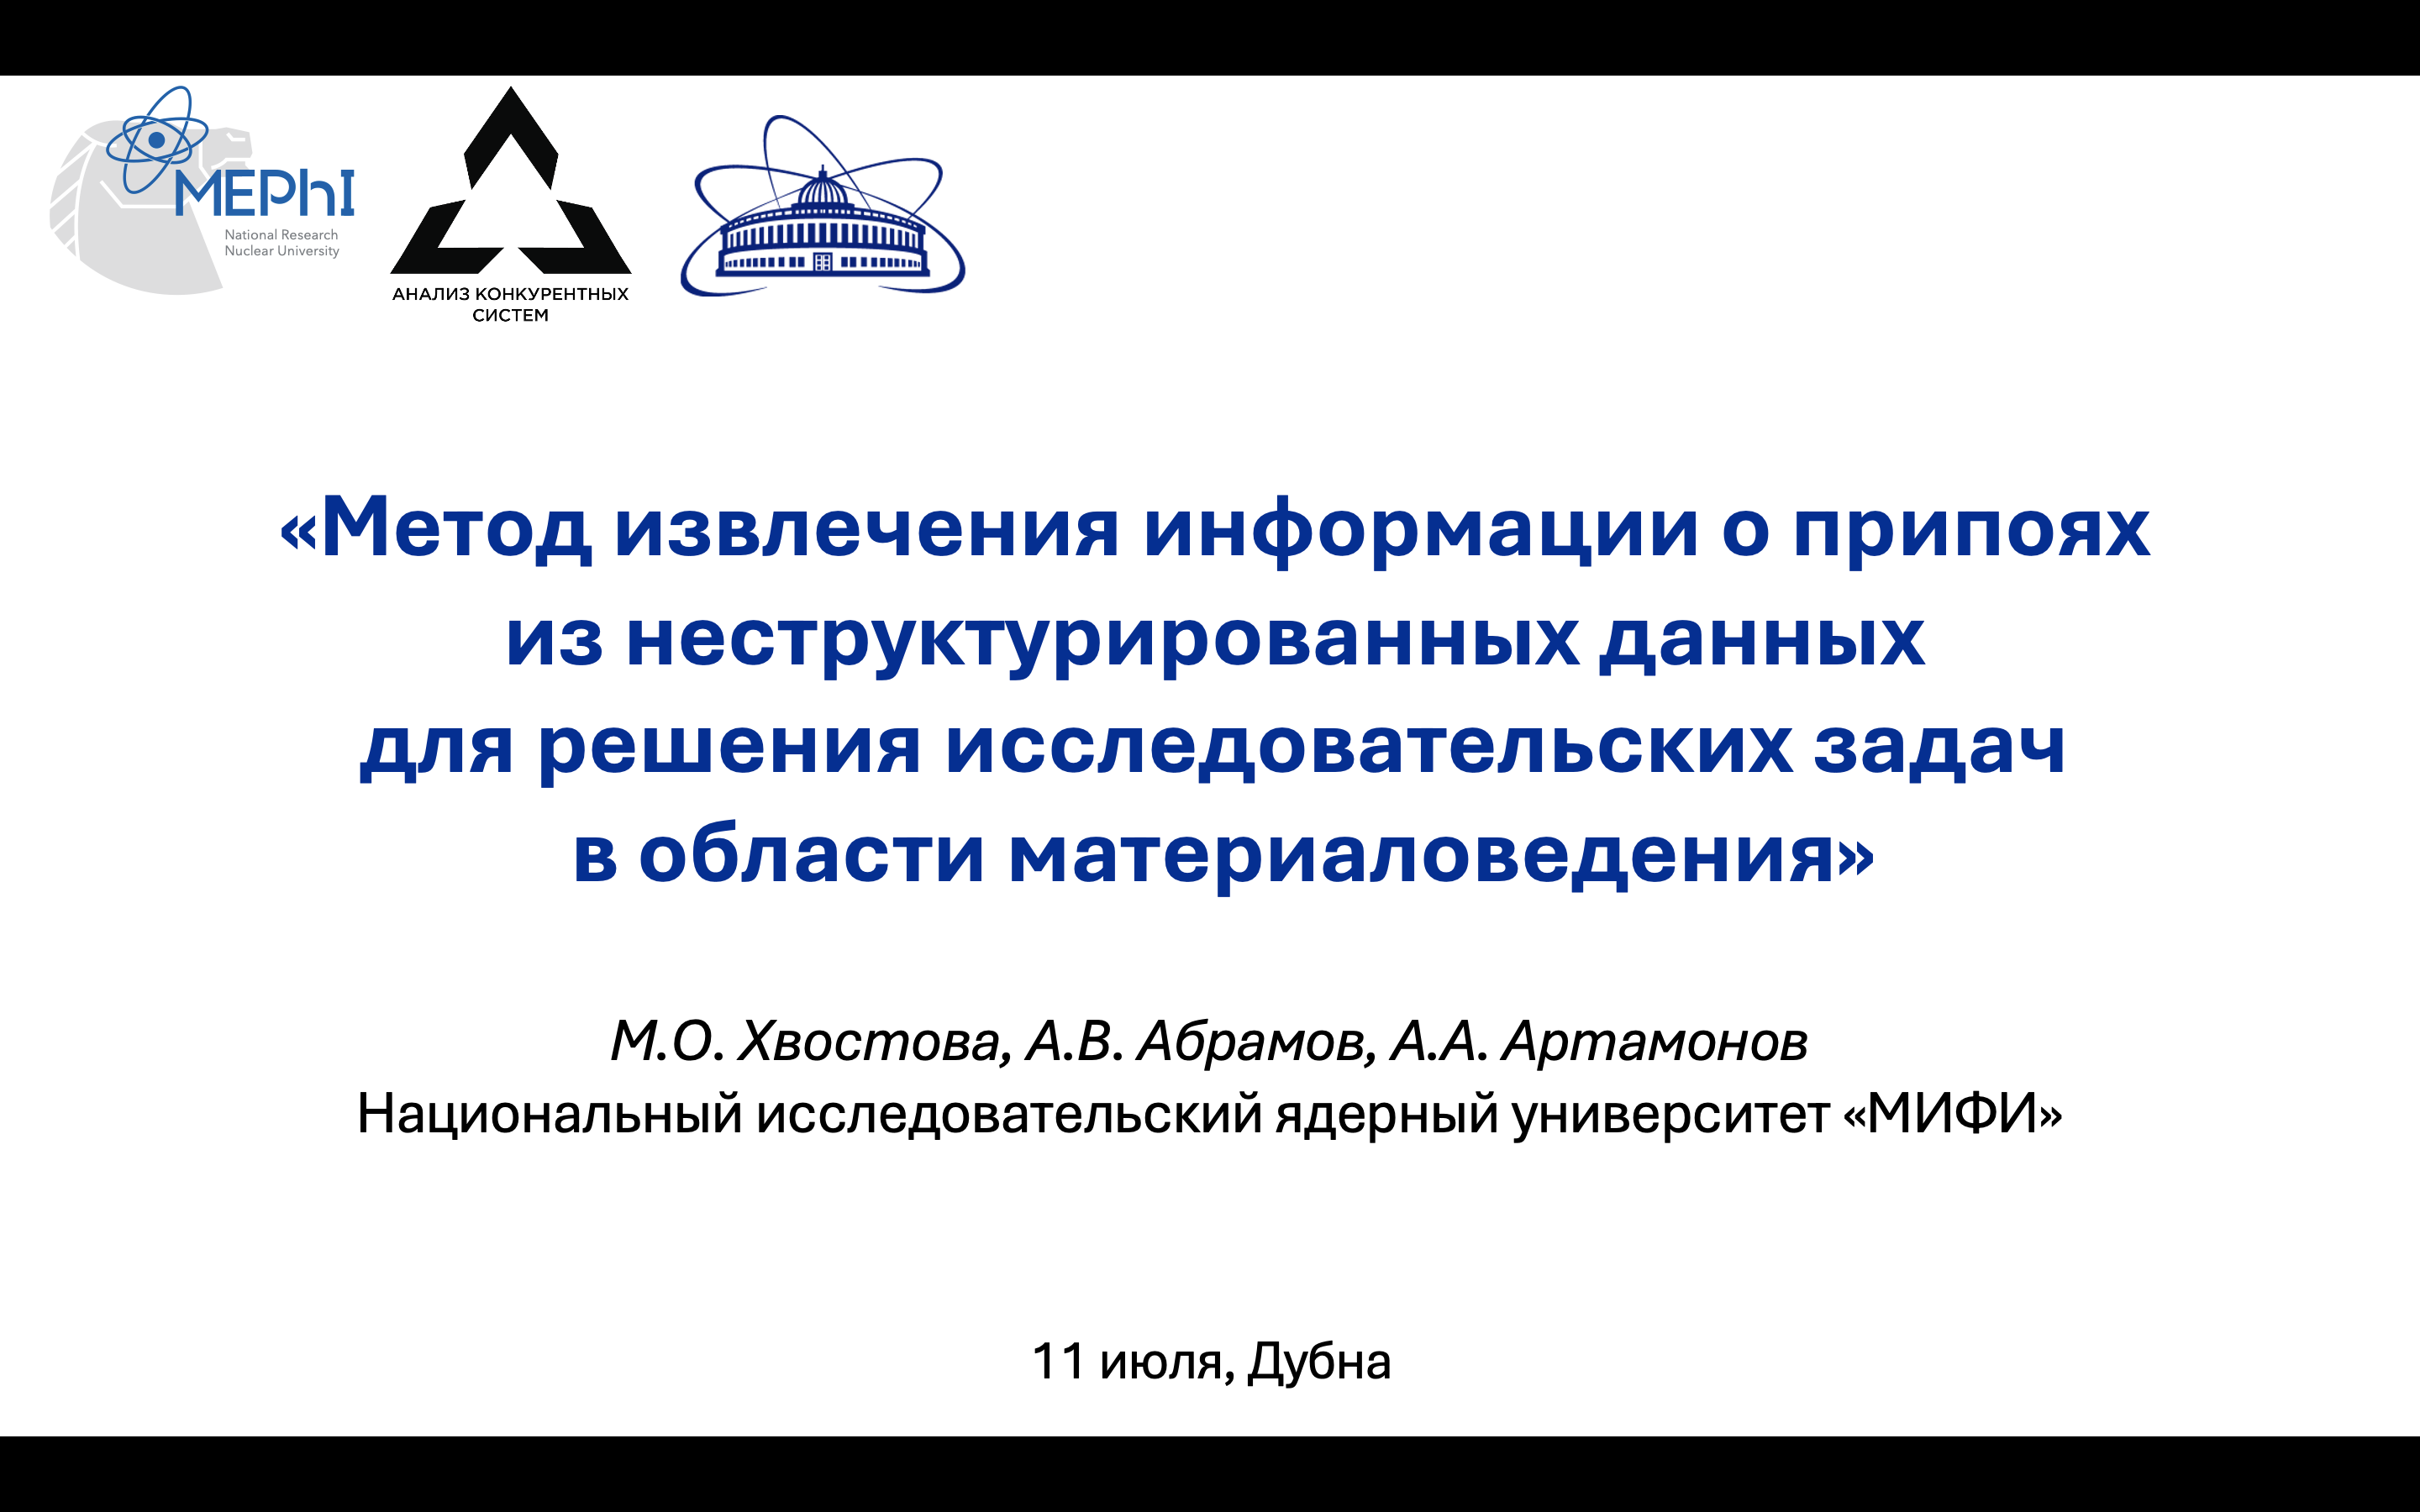 MEPhI
National Research
Nuclear University
АНАЛИЗ КОНКУРЕНТНЫХ
СИСТЕМ
«Метод извлечения информации о припоях
из неструктурированных данных
для решения исследовательских задач
в области материаловедения»
М.О. Хвостова, А.В. Абрамов, А.А. Артамонов
Национальный исследовательский ядерный университет «МИФИ»
11 июля, Дубна